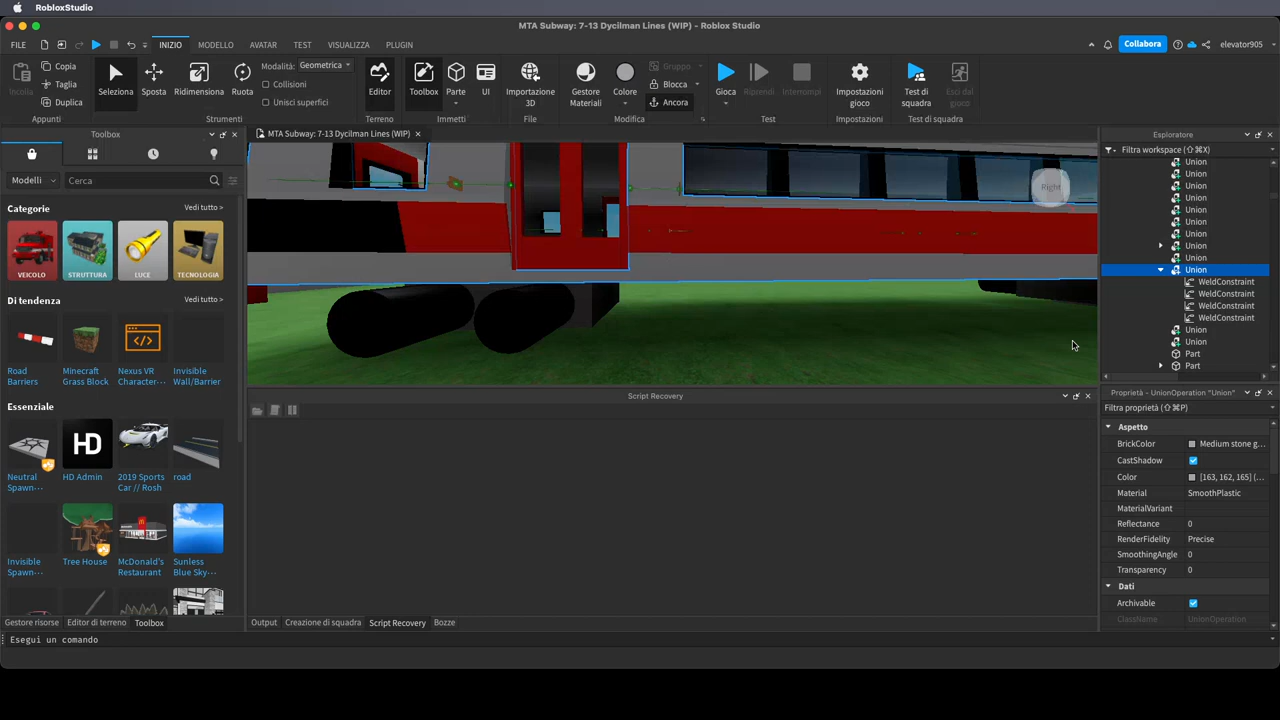 RobloxStudio
MTA Subway: 7-13 Dycilman Lines (WIP) - Roblox Studio
FILE
INIZIO
MODELLO
AVATAR
TEST
VISUALIZZA
PLUGIN
Collabora
elevator905
Incolla
Copia
Taglia
Duplica
Appunti
Seleziona
Sposta
Ridimensiona
Ruota
Modalità: Geometrica
Collisioni
Unisci superfici
Strumenti
Editor
Terreno
Toolbox
Parte
UI
Immetti
Importazione
3D
File
Gestore
Materiali
Colore
Gruppo
Blocca
Ancora
Modifica
Gioca
Riprendi
Interrompi
Test
Impostazioni
gioco
Impostazioni
Test di
squadra
Esci dal
gioco
Test di squadra
Toolbox
MTA Subway: 7-13 Dycilman Lines (WIP)
Modelli
Cerca
Categorie
Vedi tutto >
VEICOLO
STRUTTURA
LUCE
TECNOLOGIA
Di tendenza
Vedi tutto >
Road
Barriers
Minecraft
Grass Block
Nexus VR
Character···
Invisible
Wall/Barrier
Essenziale
Vedi tutto >
Neutral
Spawn···
HD
HD Admin
2019 Sports
Car // Rosh
road
Invisible
Spawn···
Tree House
McDonald's
Restaurant
Sunless
Blue Sky···
Gestore risorse
Editor di terreno
Toolbox
Right
Script Recovery
Output
Creazione di squadra
Script Recovery
Bozze
Esegui un comando
Esploratore
Filtra workspace (⇧⌘X)
Union
Union
Union
Union
Union
Union
Union
Union
Union
Union
WeldConstraint
WeldConstraint
WeldConstraint
WeldConstraint
Union
Union
Part
Part
Proprietà - UnionOperation "Union"
Filtra proprietà (⇧⌘P)
Aspetto
BrickColor
Medium stone g...
CastShadow
Color
[163, 162, 165] (...
Material
SmoothPlastic
MaterialVariant
Reflectance
0
RenderFidelity
Precise
SmoothingAngle
0
Transparency
0
Dati
Archivable
ClassName
UnionOperation